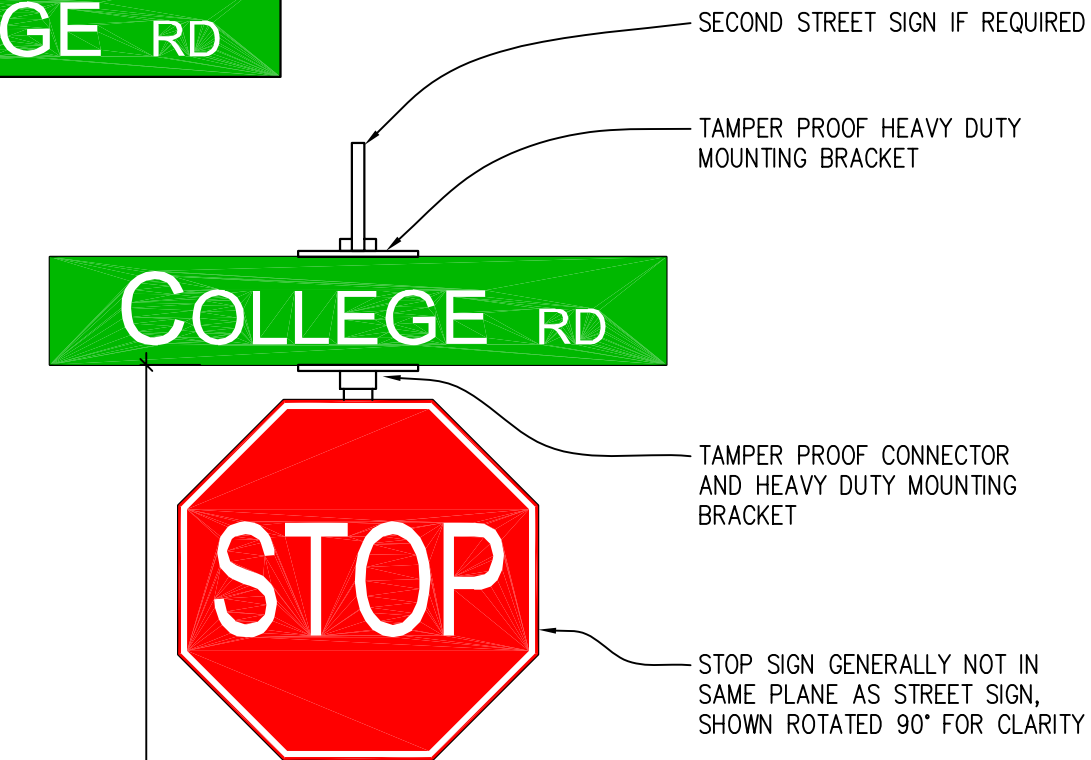 GE RD
SECOND STREET SIGN IF REQUIRED
TAMPER PROOF HEAVY DUTY
MOUNTING BRACKET
COLLEGE RD
TAMPER PROOF CONNECTOR
AND HEAVY DUTY MOUNTING
BRACKET
STOP
STOP SIGN GENERALLY NOT IN
SAME PLANE AS STREET SIGN,
SHOWN ROTATED 90° FOR CLARITY